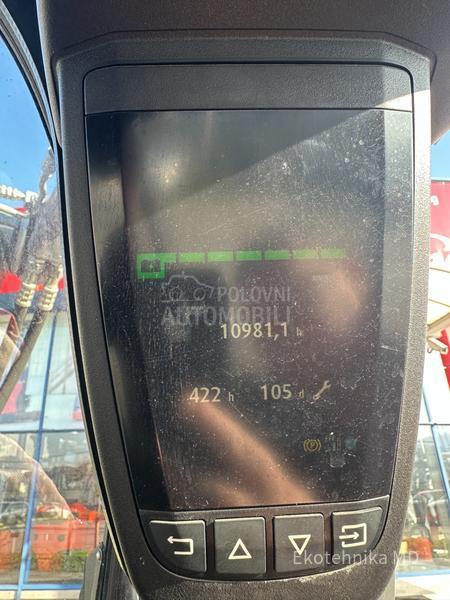 POLOVNI
AUTOMOBILI
10981,1 h
422 h 105 d
P
Ekotehnika MD